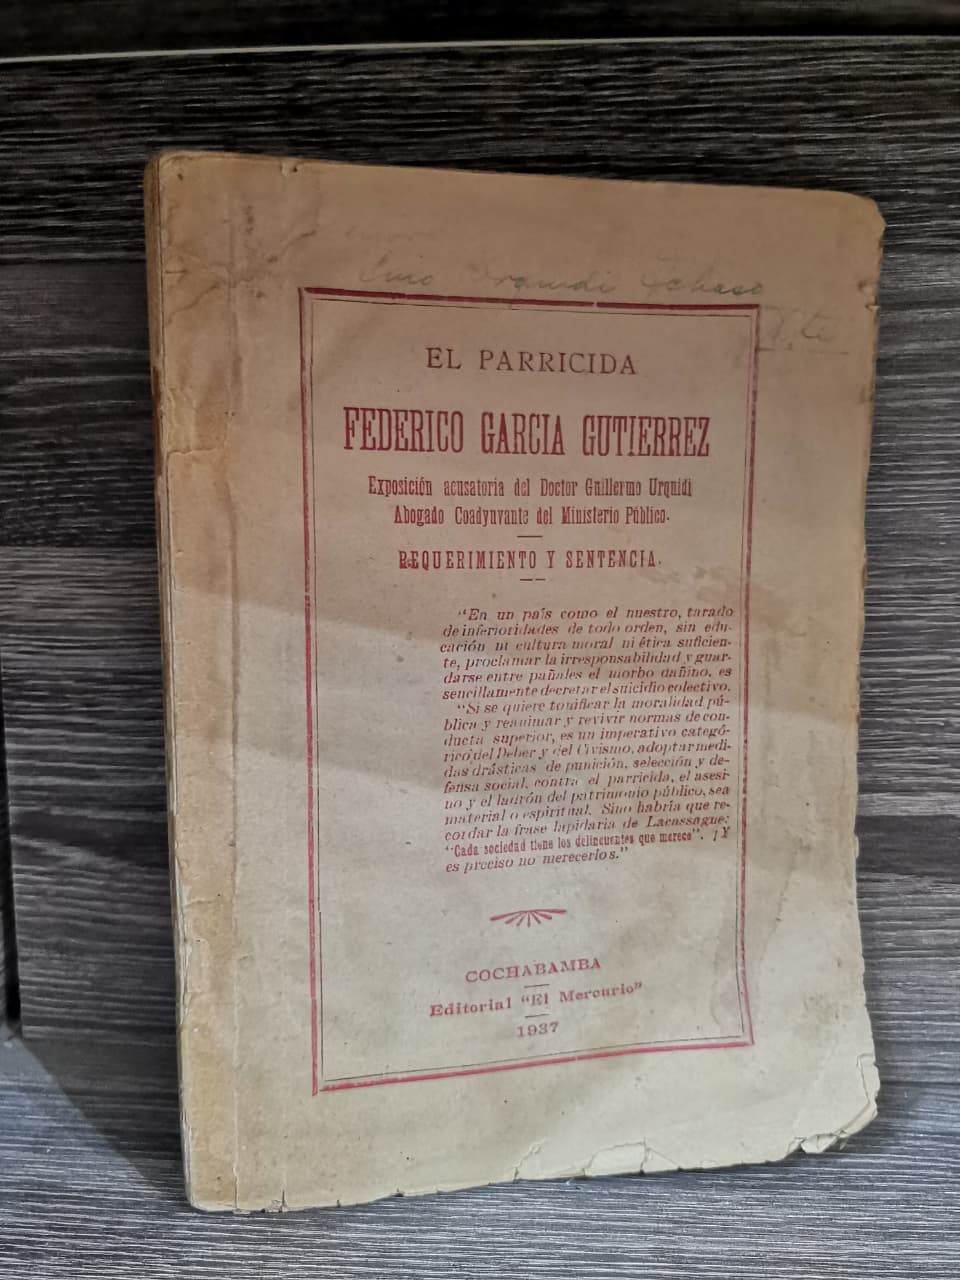 EL PARRICIDA
FEDERICO GARCIA GUTIERREZ
Exposición acusatoria del Doctor Guillermo Urquidi
Abogado Coadyuvante del Ministerio Público.
REQUERIMIENTO Y SENTENCIA.
"En un país como el nuestro, tarado
de inferioridades de todo orden, sin edu-
cación ni cultura moral ni ética suficien-
te, proclamar la irresponsabilidad y guar-
darse entre pañales el morbo dañino, es
sencillamente decretar el suicidio colectivo.
"Si se quiere tonificar la moralidad pú-
blica y reanimar y revivir normas de con-
ducta superior, es un imperativo categó-
rico del Deber y del Civismo, adoptar medi-
das drásticas de punición, selección y de-
fensa social, contra el parricida, el asesi-
no y el ladrón del patrimonio público, sea
material o espiritual. Sino habría que re-
cordar la frase lapidaria de Lacassague:
"Cada sociedad tiene los delincuentes que merece". ¡Y
es preciso no merecerlos."
COCHABAMBA
Editorial "El Mercurio"
1937